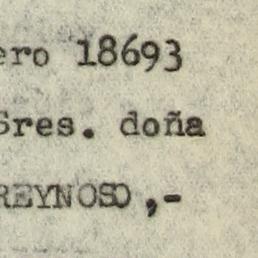 ero 18693
Sres. doña
REYNOSO ,-